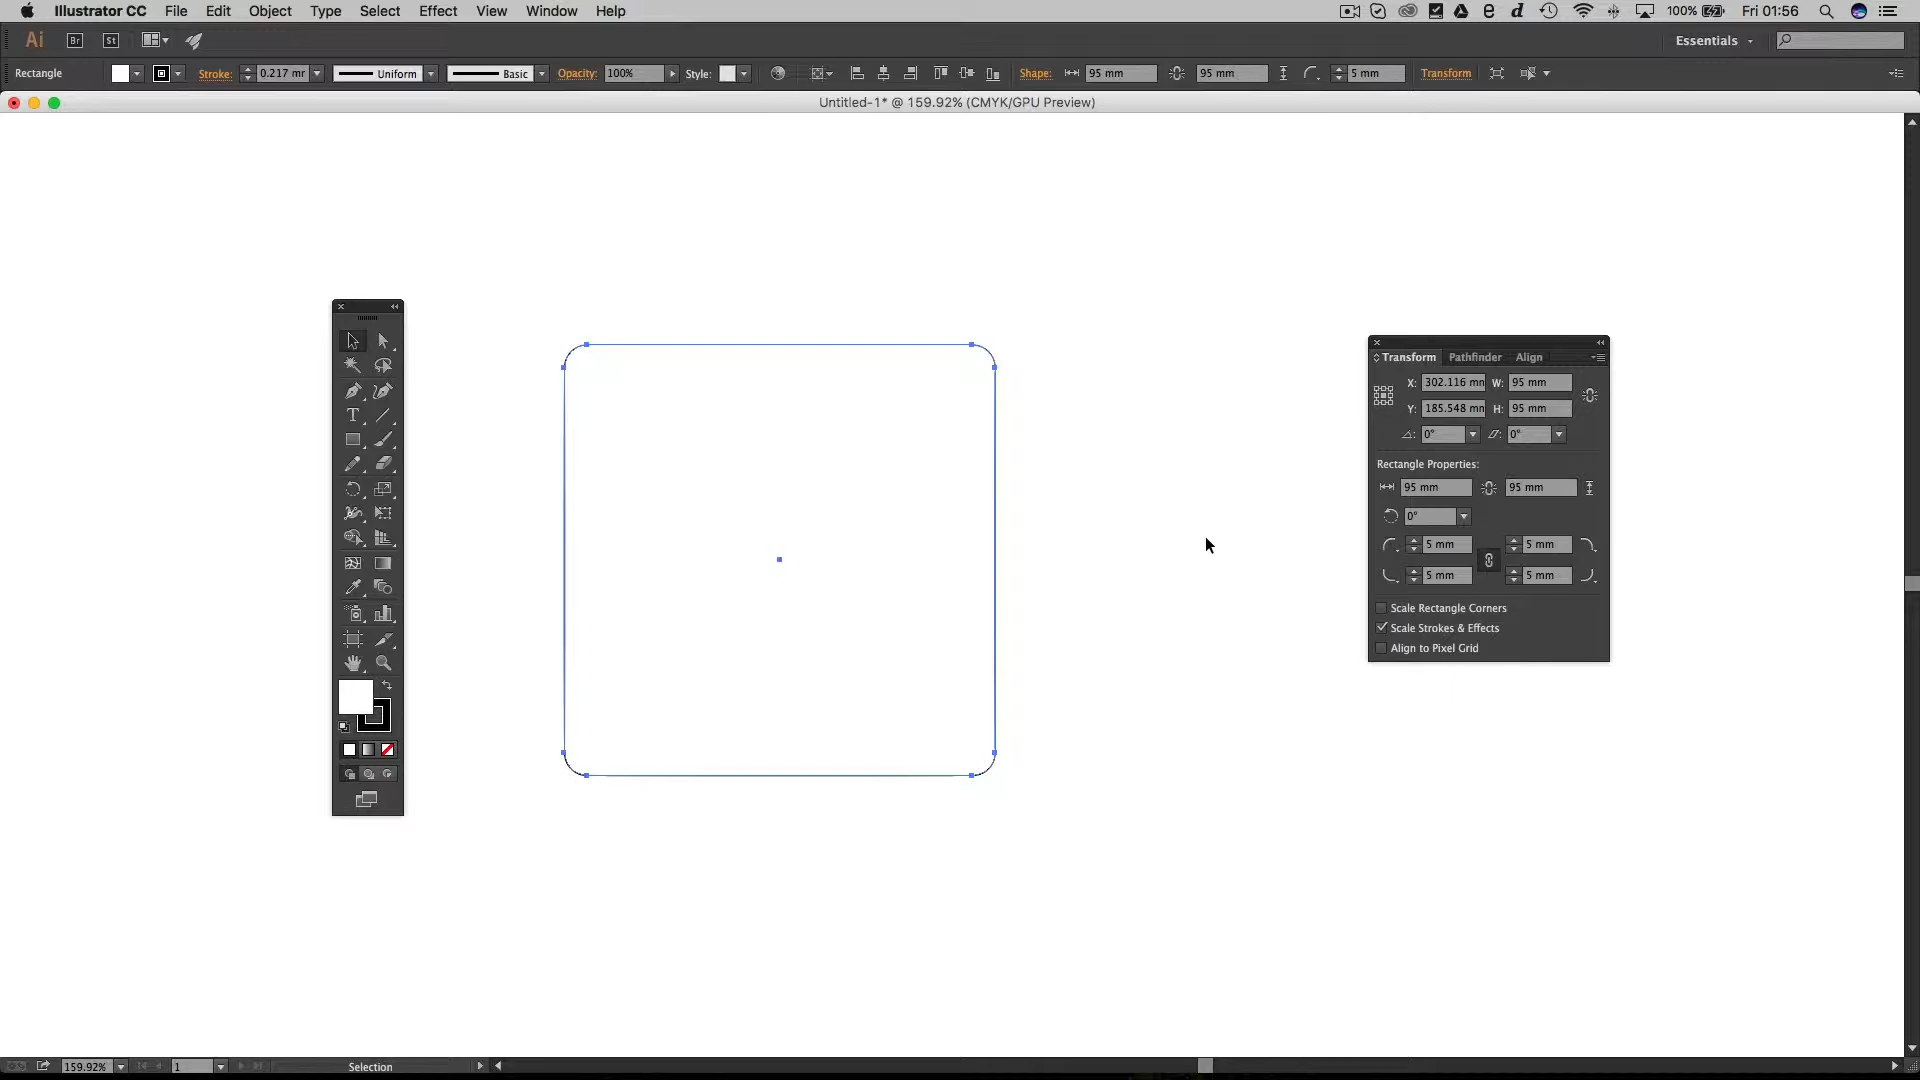 Illustrator CC File Edit Object Type Select Effect View Window Help 100% Fri 01:56
Ai Br St Essentials
Rectangle Stroke: 0.217 mr Uniform Basic Opacity: 100% Style: Shape: 95 mm 95 mm 5 mm Transform
Untitled-1* @ 159.92% (CMYK/GPU Preview)
Transform Pathfinder Align
X: 302.116 mn W: 95 mm
Y: 185.548 mn H: 95 mm
0° 0°
Rectangle Properties:
95 mm 95 mm
0°
5 mm 5 mm
5 mm 5 mm
Scale Rectangle Corners
Scale Strokes & Effects
Align to Pixel Grid
159.92% 1 Selection